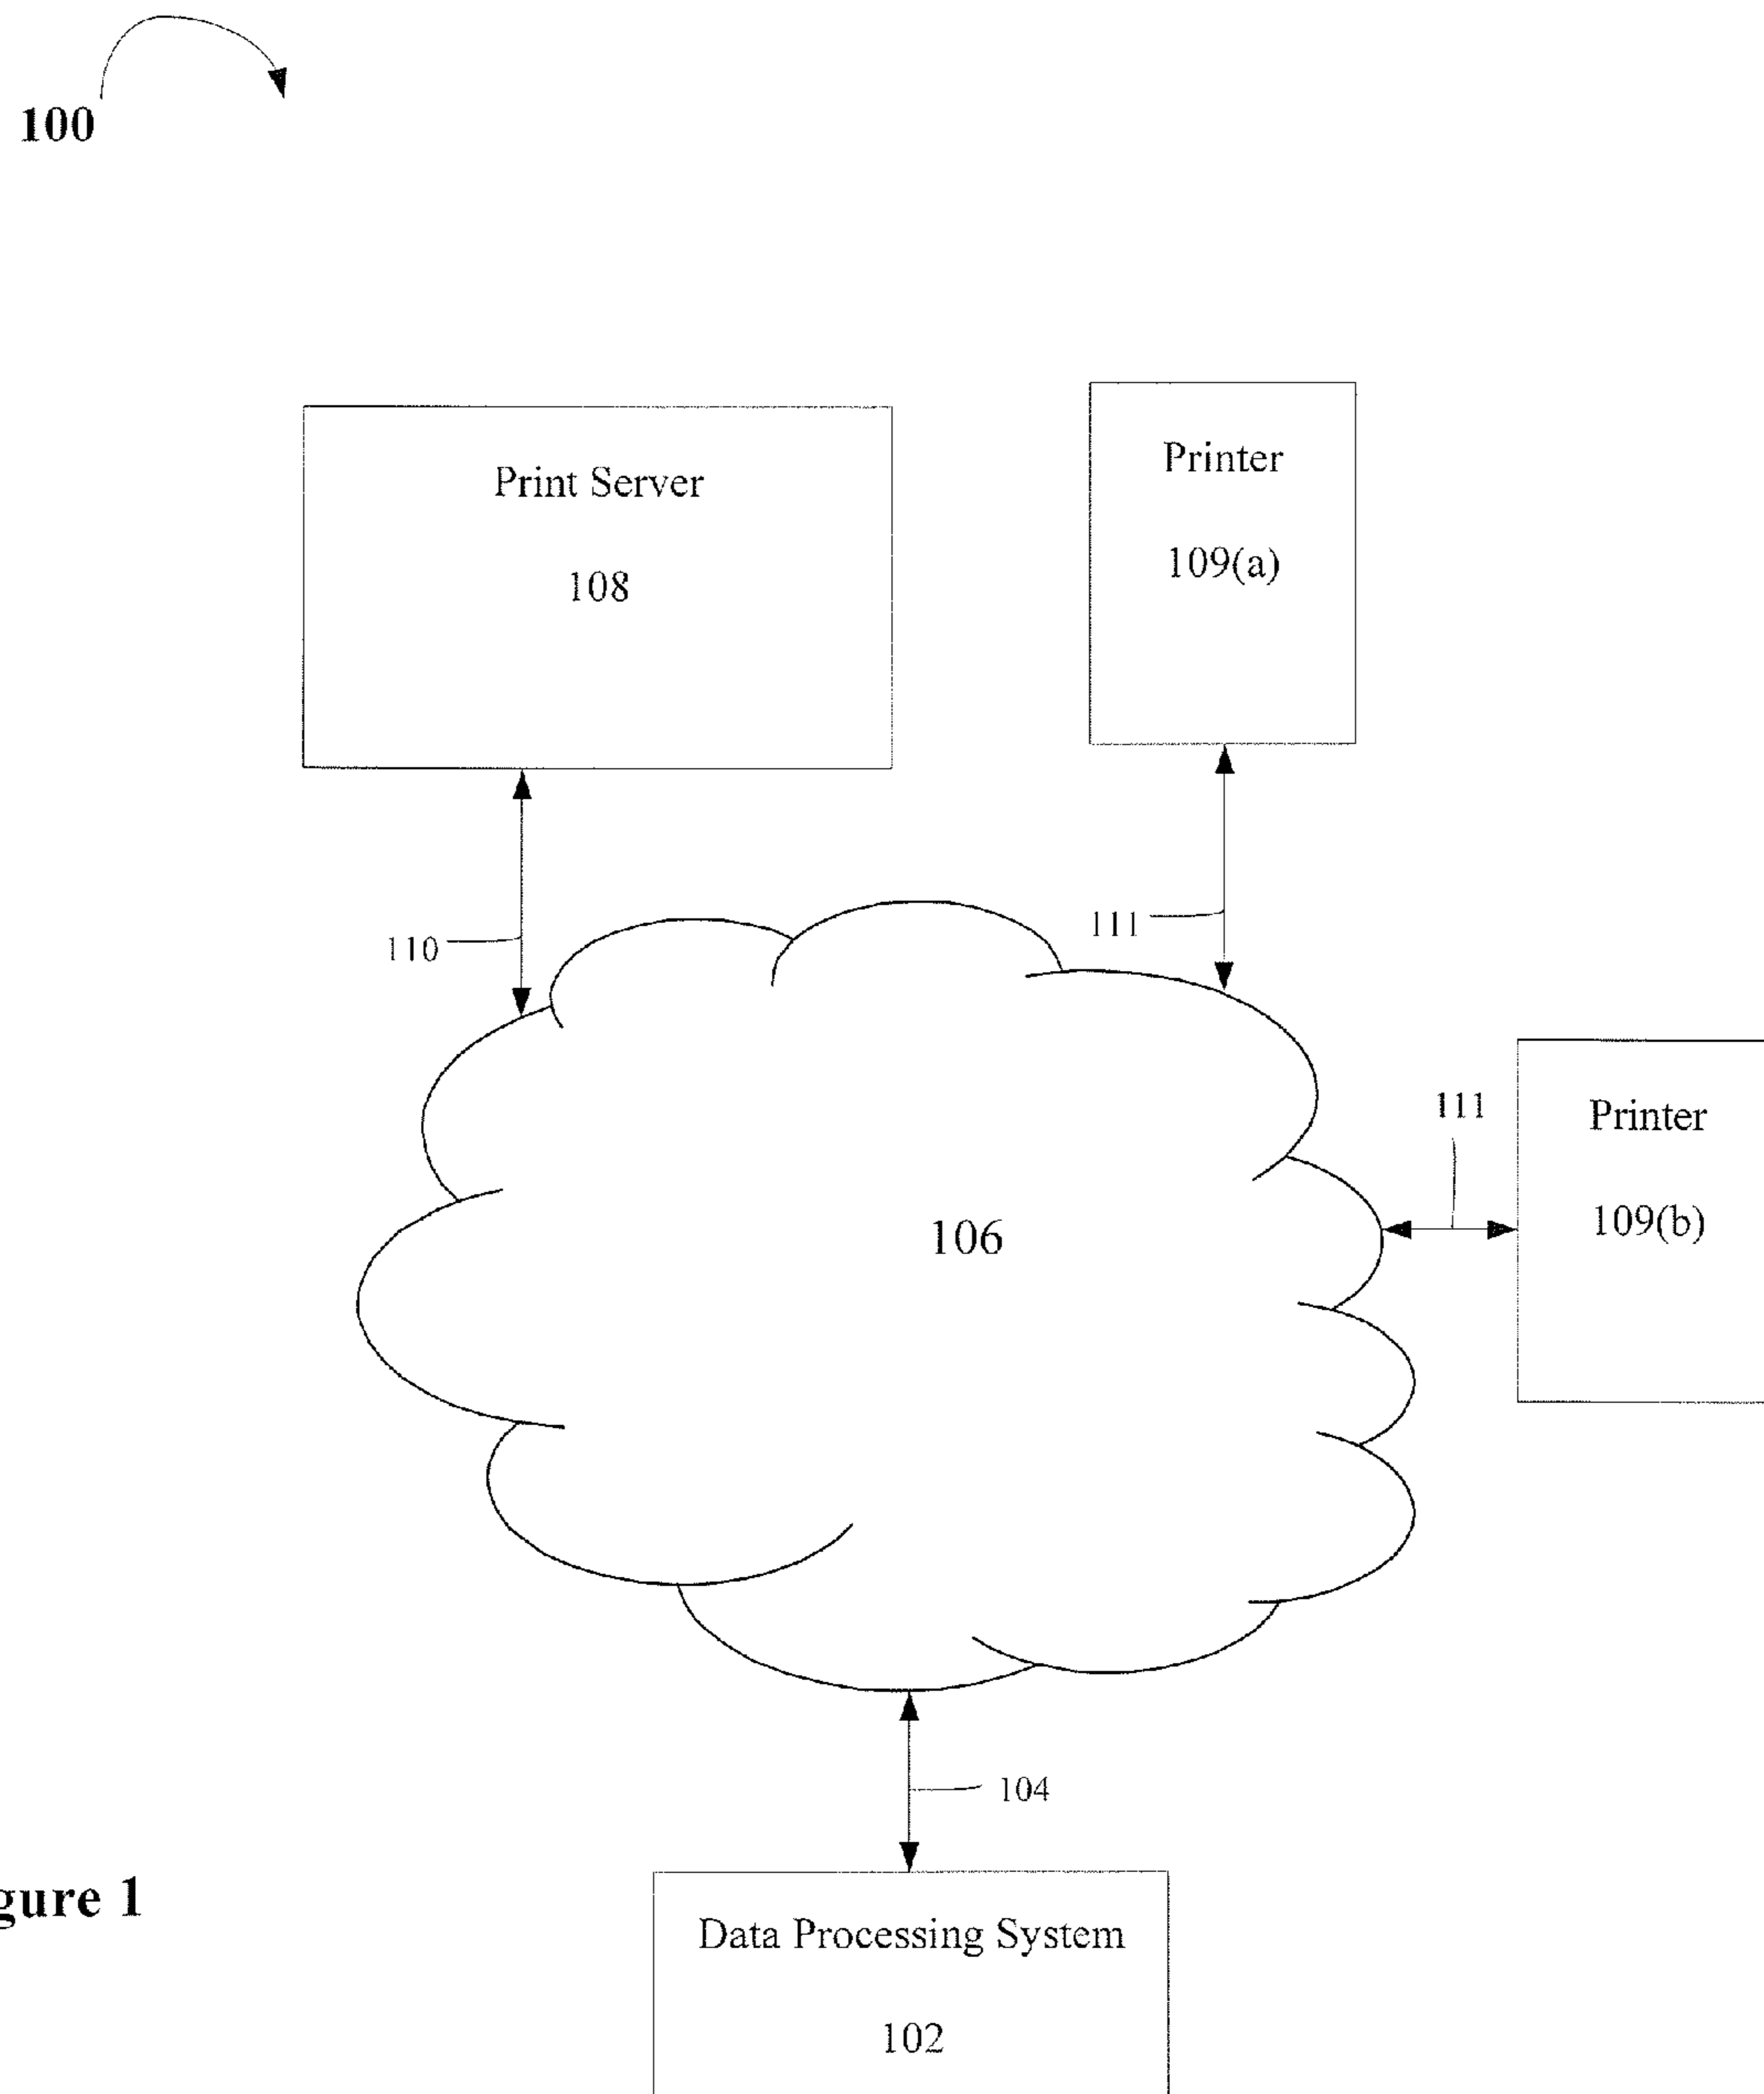 100
Print Server
108
Printer
109(a)
110
111
111
Printer
109(b)
106
104
gure 1
Data Processing System
102